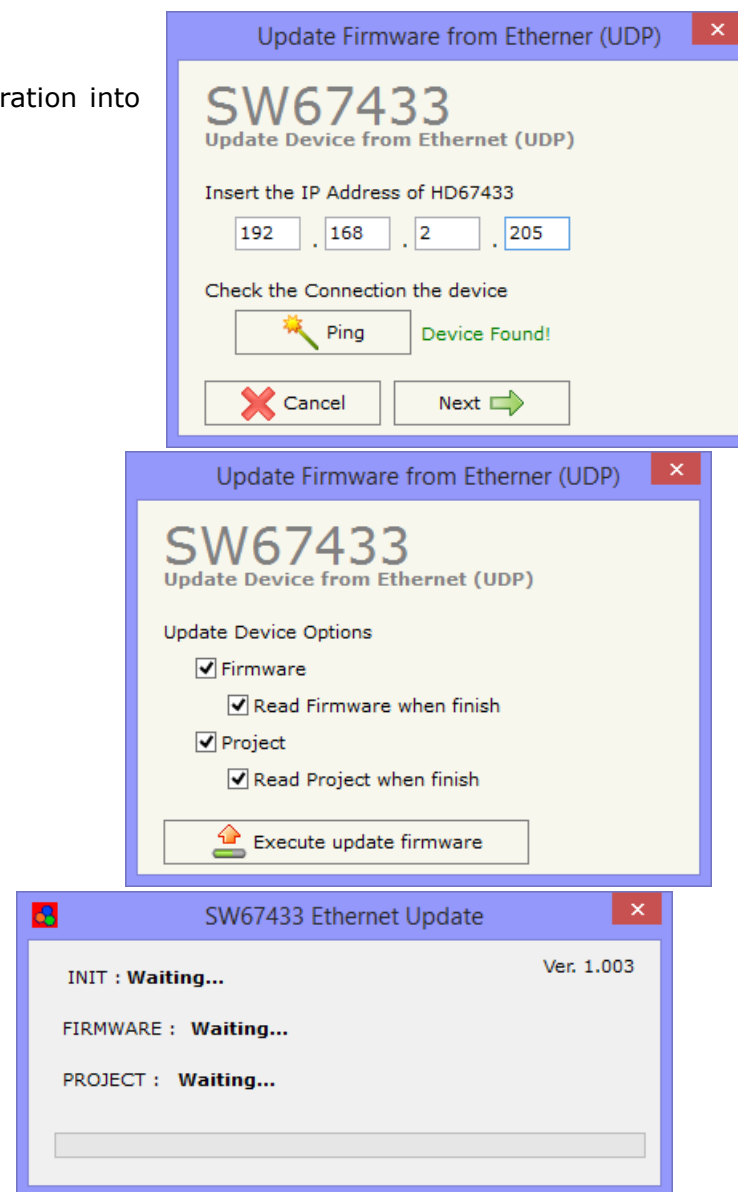 Update Firmware from Etherner (UDP)
ration into
SW67433
Update Device from Ethernet (UDP)
Insert the IP Address of HD67433
192 . 168 . 2 . 205
Check the Connection the device
Ping Device Found!
Cancel Next
Update Firmware from Etherner (UDP)
SW67433
Update Device from Ethernet (UDP)
Update Device Options
Firmware
Read Firmware when finish
Project
Read Project when finish
Execute update firmware
SW67433 Ethernet Update
INIT : Waiting... Ver. 1.003
FIRMWARE : Waiting...
PROJECT : Waiting...